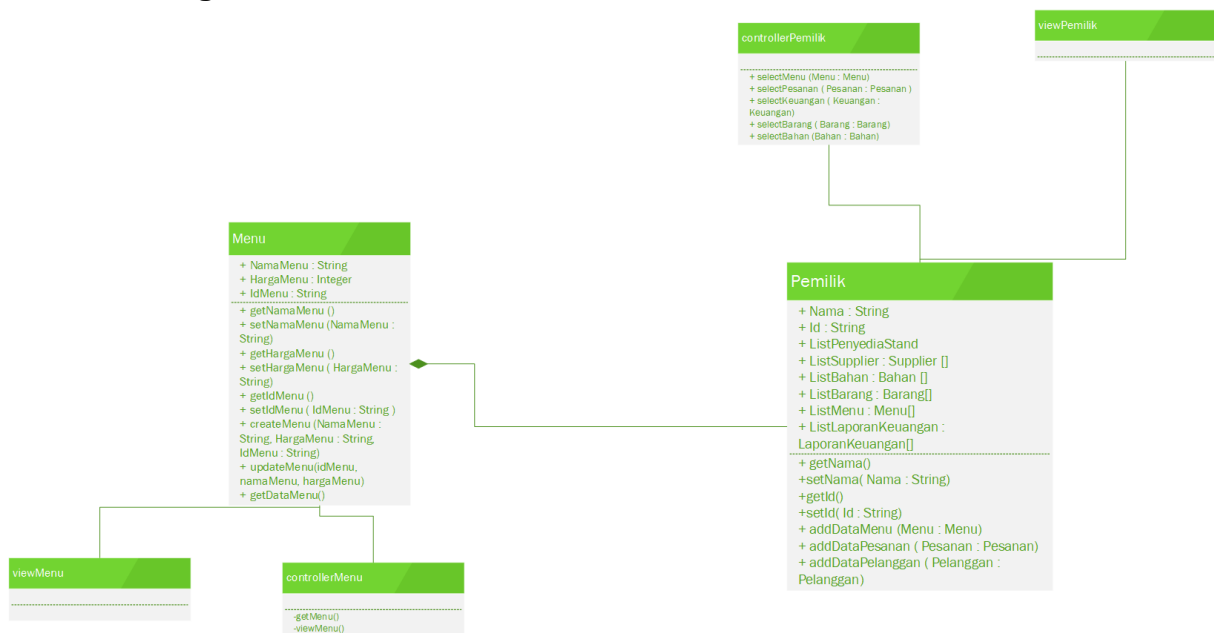 controllerPemilik
+ selectMenu (Menu : Menu)
+ selectPesanan ( Pesanan : Pesanan )
+ selectKeuangan ( Keuangan :
Keuangan)
+ selectBarang ( Barang : Barang)
+ selectBahan (Bahan : Bahan)
viewPemilik
Menu
+ NamaMenu : String
+ HargaMenu : Integer
+ IdMenu : String
+ getNamaMenu ()
+ setNamaMenu (NamaMenu :
String)
+ getHargaMenu ()
+ setHargaMenu ( HargaMenu :
String)
+ getIdMenu ()
+ setIdMenu ( IdMenu : String )
+ createMenu (NamaMenu :
String, HargaMenu : String,
IdMenu : String)
+ updateMenu(idMenu,
namaMenu, hargaMenu)
+ getDataMenu()
Pemilik
+ Nama : String
+ Id : String
+ ListPenyediaStand
+ ListSupplier : Supplier []
+ ListBahan : Bahan []
+ ListBarang : Barang[]
+ ListMenu : Menu[]
+ ListLaporanKeuangan :
LaporanKeuangan[]
+ getNama()
+setNama( Nama : String)
+getId()
+setId( Id : String)
+ addDataMenu (Menu : Menu)
+ addDataPesanan ( Pesanan : Pesanan)
+ addDataPelanggan ( Pelanggan :
Pelanggan)
viewMenu
controllerMenu
-getMenu()
-viewMenu()